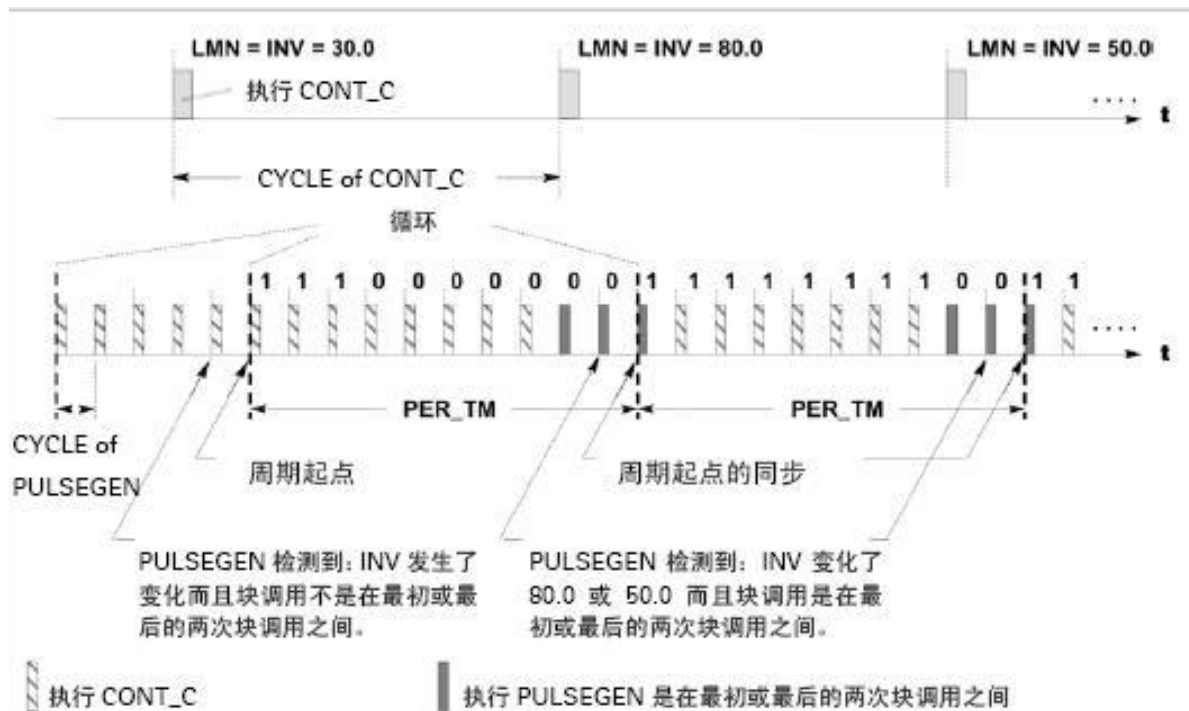 LMN = INV = 30.0 LMN = INV = 80.0 LMN = INV = 50.0
执行 CONT_C
.... t
CYCLE of CONT_C
循环
1 1 1 0 0 0 0 0 0 0 1 1 1 1 1 1 1 1 0 0 1 1
.... t
PER_TM PER_TM
CYCLE of
PULSEGEN
周期起点 周期起点的同步
PULSEGEN 检测到: INV 发生了
变化而且块调用不是在最初或最
后的两次块调用之间。
PULSEGEN 检测到: INV 变化了
80.0 或 50.0 而且块调用是在最
初或最后的两次块调用之间。
执行 CONT_C 执行 PULSEGEN 是在最初或最后的两次块调用之间